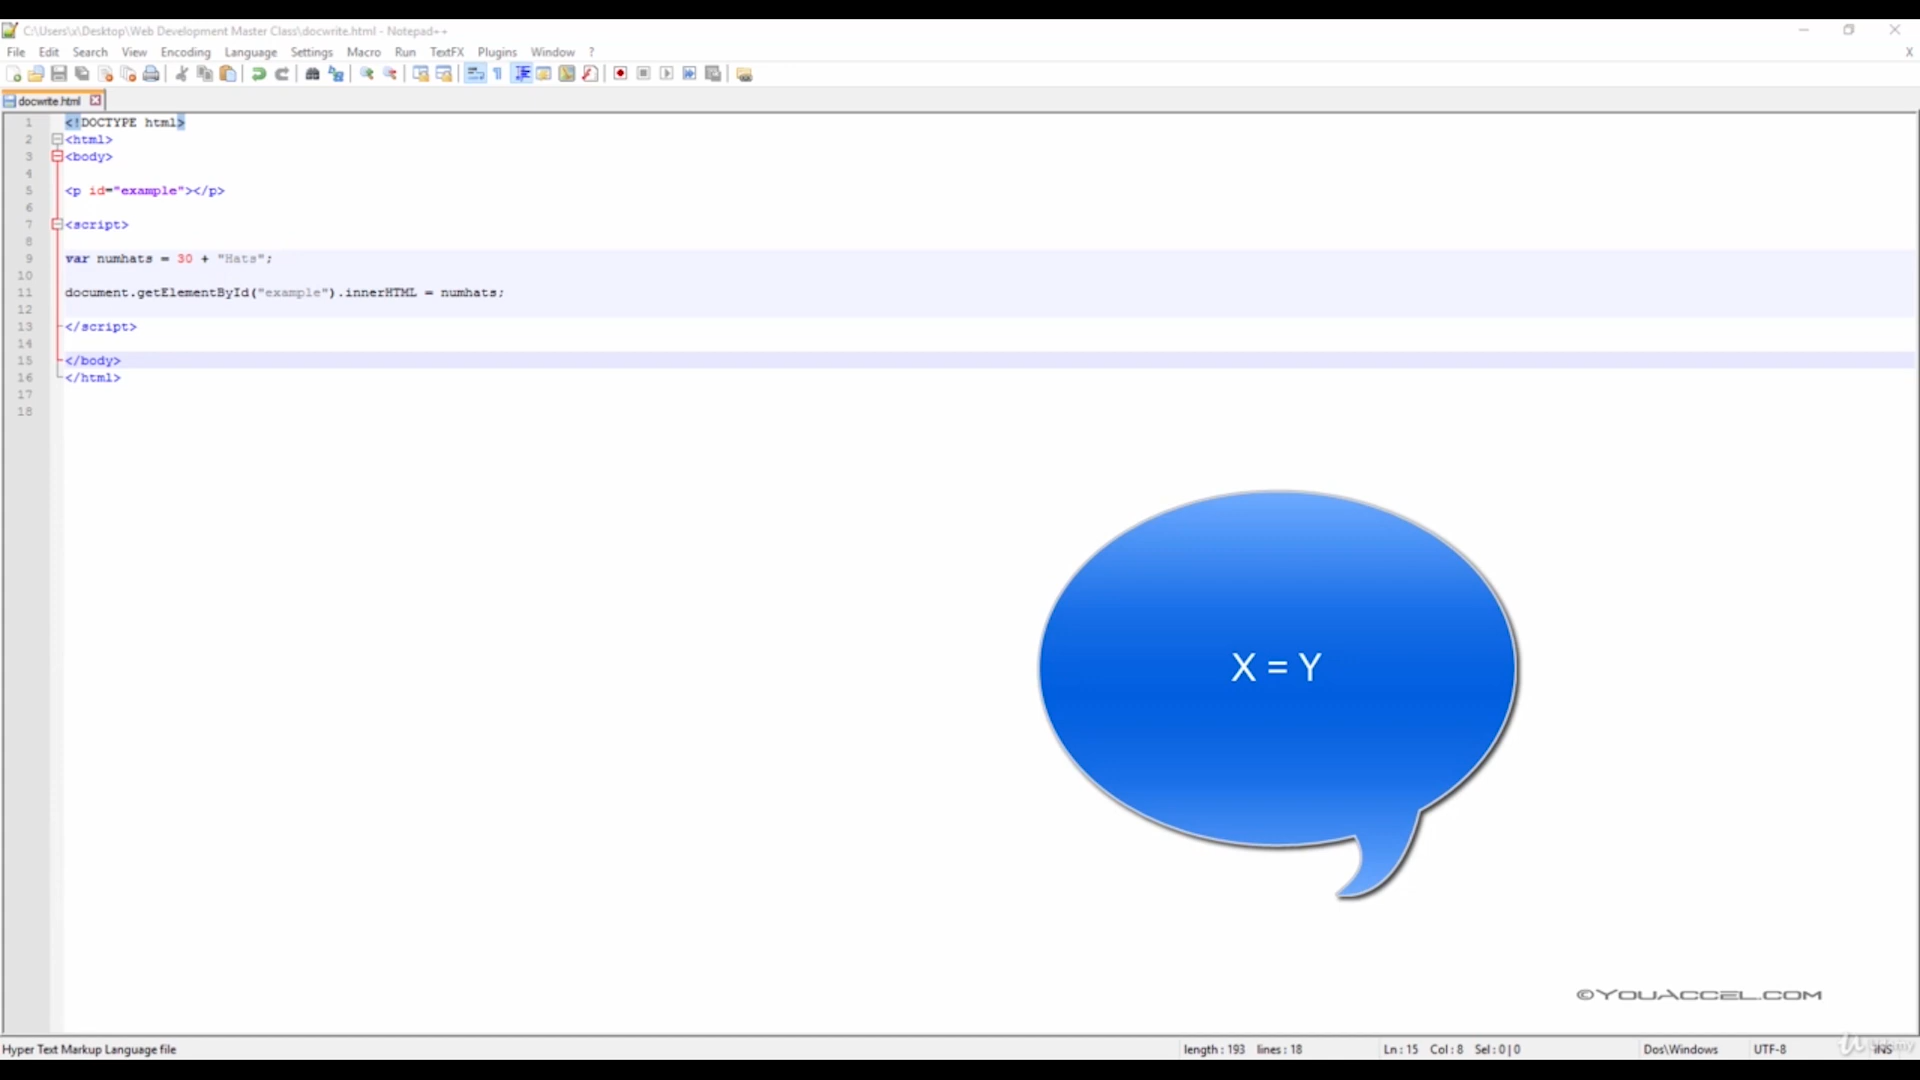 C:\Users\x\Desktop\Web Development Master Class\docwrite.html - Notepad++
File Edit Search View Encoding Language Settings Macro Run TextFX Plugins Window ?
X
docwrite.html
1 <!DOCTYPE html>
2 <html>
3 <body>
4
5 <p id="example"></p>
6
7 <script>
8
9 var numhats = 30 + "Hats";
10
11 document.getElementById("example").innerHTML = numhats;
12
13 </script>
14
15 </body>
16 </html>
17
18
X = Y
©YOUACCEL.COM
Hyper Text Markup Language file length : 193 lines : 18 Ln : 15 Col : 8 Sel : 0 | 0 Dos\Windows UTF-8 INS
Udemy